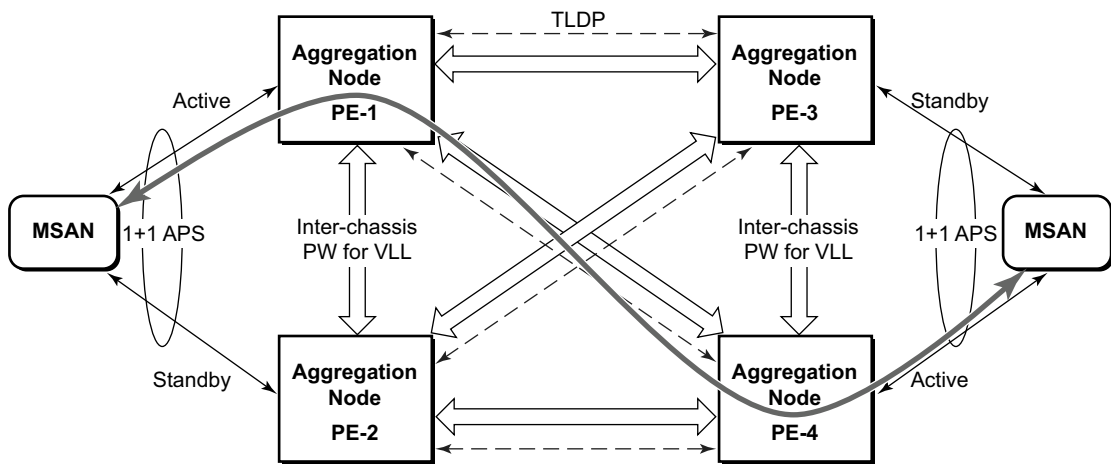 TLDP
Aggregation
Node
PE-1
Aggregation
Node
PE-3
Active
Standby
MSAN
1+1 APS
Inter-chassis
PW for VLL
Inter-chassis
PW for VLL
1+1 APS
MSAN
Standby
Aggregation
Node
PE-2
Aggregation
Node
PE-4
Active